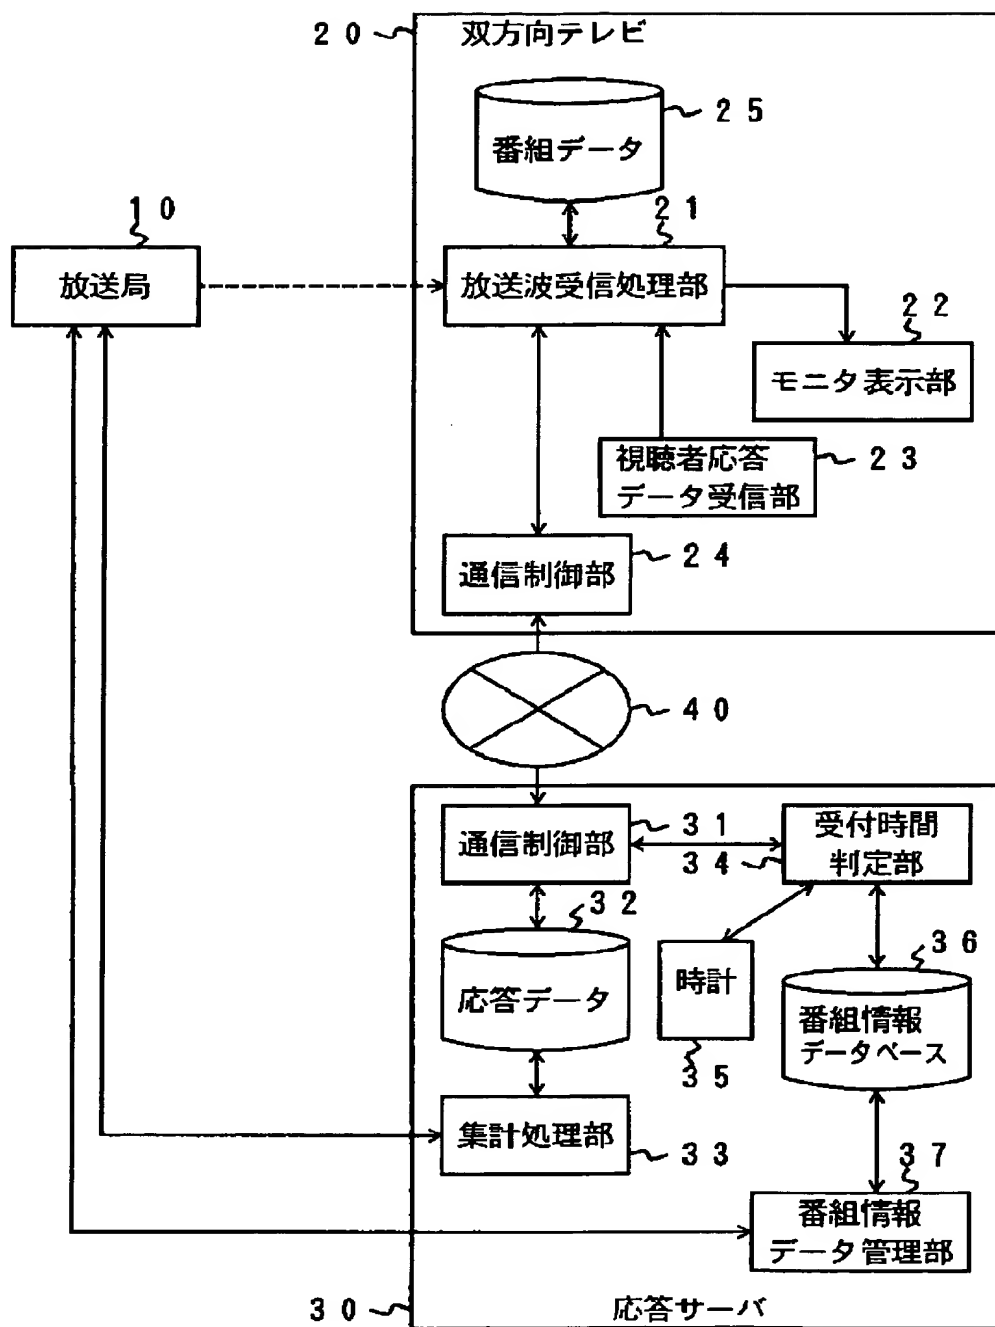 ２０
双方向テレビ
２５
番組データ
１０
２１
放送局
放送波受信処理部
２２
モニタ表示部
視聴者応答
データ受信部
２３
２４
通信制御部
４０
３１
通信制御部
受付時間
判定部
３４
３２
応答データ
時計
３５
３６
番組情報
データベース
集計処理部
３３
３７
番組情報
データ管理部
３０
応答サーバ